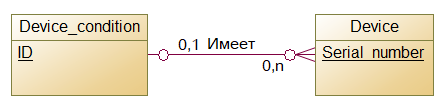 Device_condition
ID
0,1 Имеет
0,n
Device
Serial_number